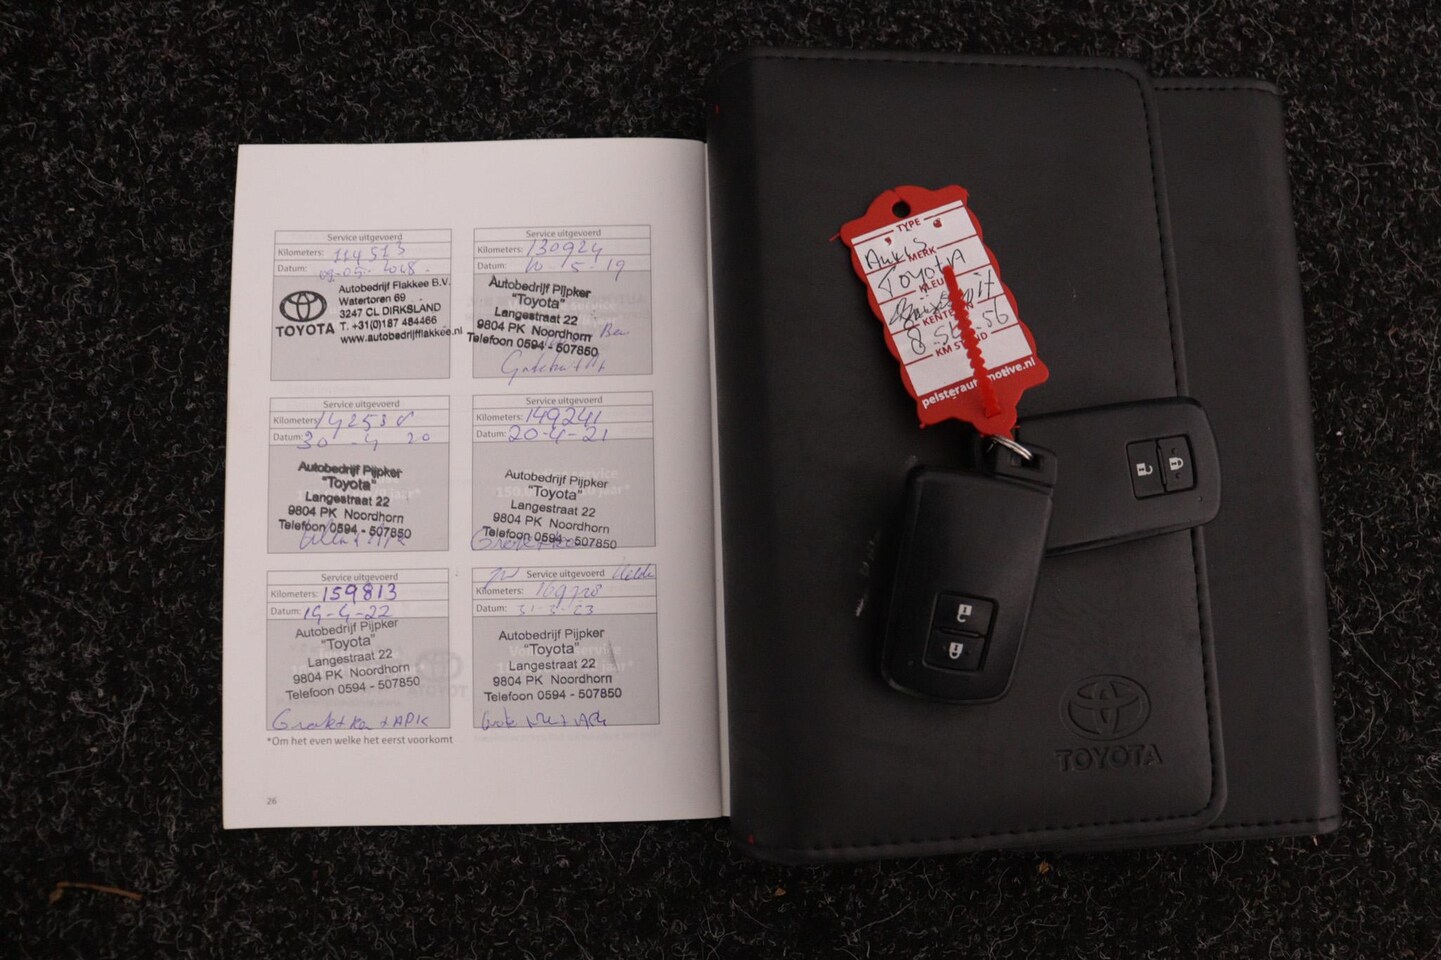 Service uitgevoerd
Kilometers: 114513
Datum:
TOYOTA
Autobedrijf Flakkee B.V.
Watertoren 69
3247 CL DIRKSLAND
T. +31(0)187 484466
www.autobedrijfflakkee.nl
Service uitgevoerd
Kilometers: 130924
Datum: 10-5-19
Autobedrijf Pijpker
"Toyota"
Langestraat 22
9804 PK Noordhorn
Telefoon 0594 - 507850
Service uitgevoerd
Kilometers:
Datum: 30-4 20
Autobedrijf Pijpker
"Toyota"
Langestraat 22
9804 PK Noordhorn
Telefoon 0594 - 507850
Service uitgevoerd
Kilometers: 149241
Datum: 20-4-21
Autobedrijf Pijpker
"Toyota"
Langestraat 22
9804 PK Noordhorn
Telefoon 0594 - 507850
Service uitgevoerd
Kilometers: 159813
Datum: 19-4-22
Autobedrijf Pijpker
"Toyota"
Langestraat 22
9804 PK Noordhorn
Telefoon 0594 - 507850
Service uitgevoerd
Kilometers:
Datum: 31-3-23
Autobedrijf Pijpker
"Toyota"
Langestraat 22
9804 PK Noordhorn
Telefoon 0594 - 507850
*Om het even welke het eerst voorkomt
26
TYPE
Auris
MERK
Toyota
KLEUR
KENTEKEN
KM STAND
pelsterautomotive.nl
TOYOTA